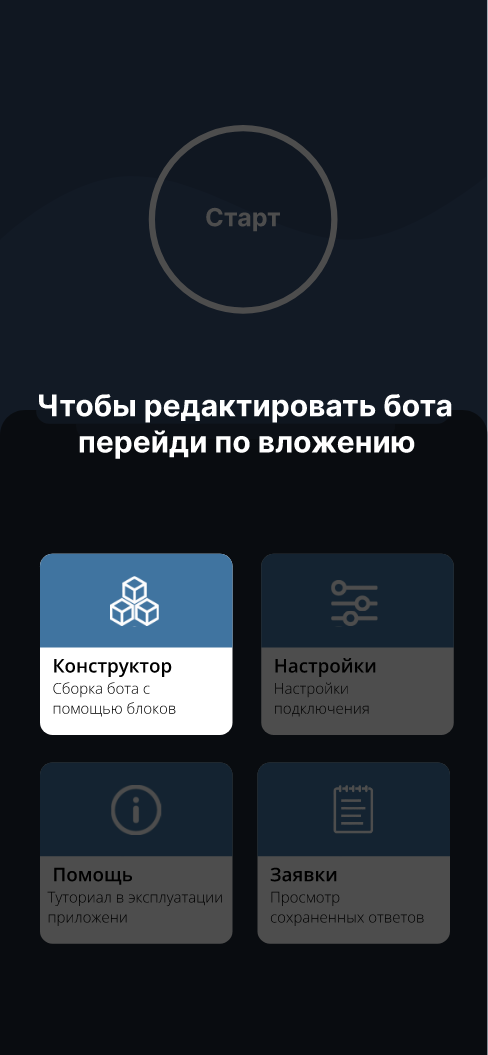 Старт
Чтобы редактировать бота
перейди по вложению
Конструктор
Сборка бота с
помощью блоков
Настройки
Настройки
подключения
Помощь
Туториал в эксплуатации
приложени
Заявки
Просмотр
сохраненных ответов